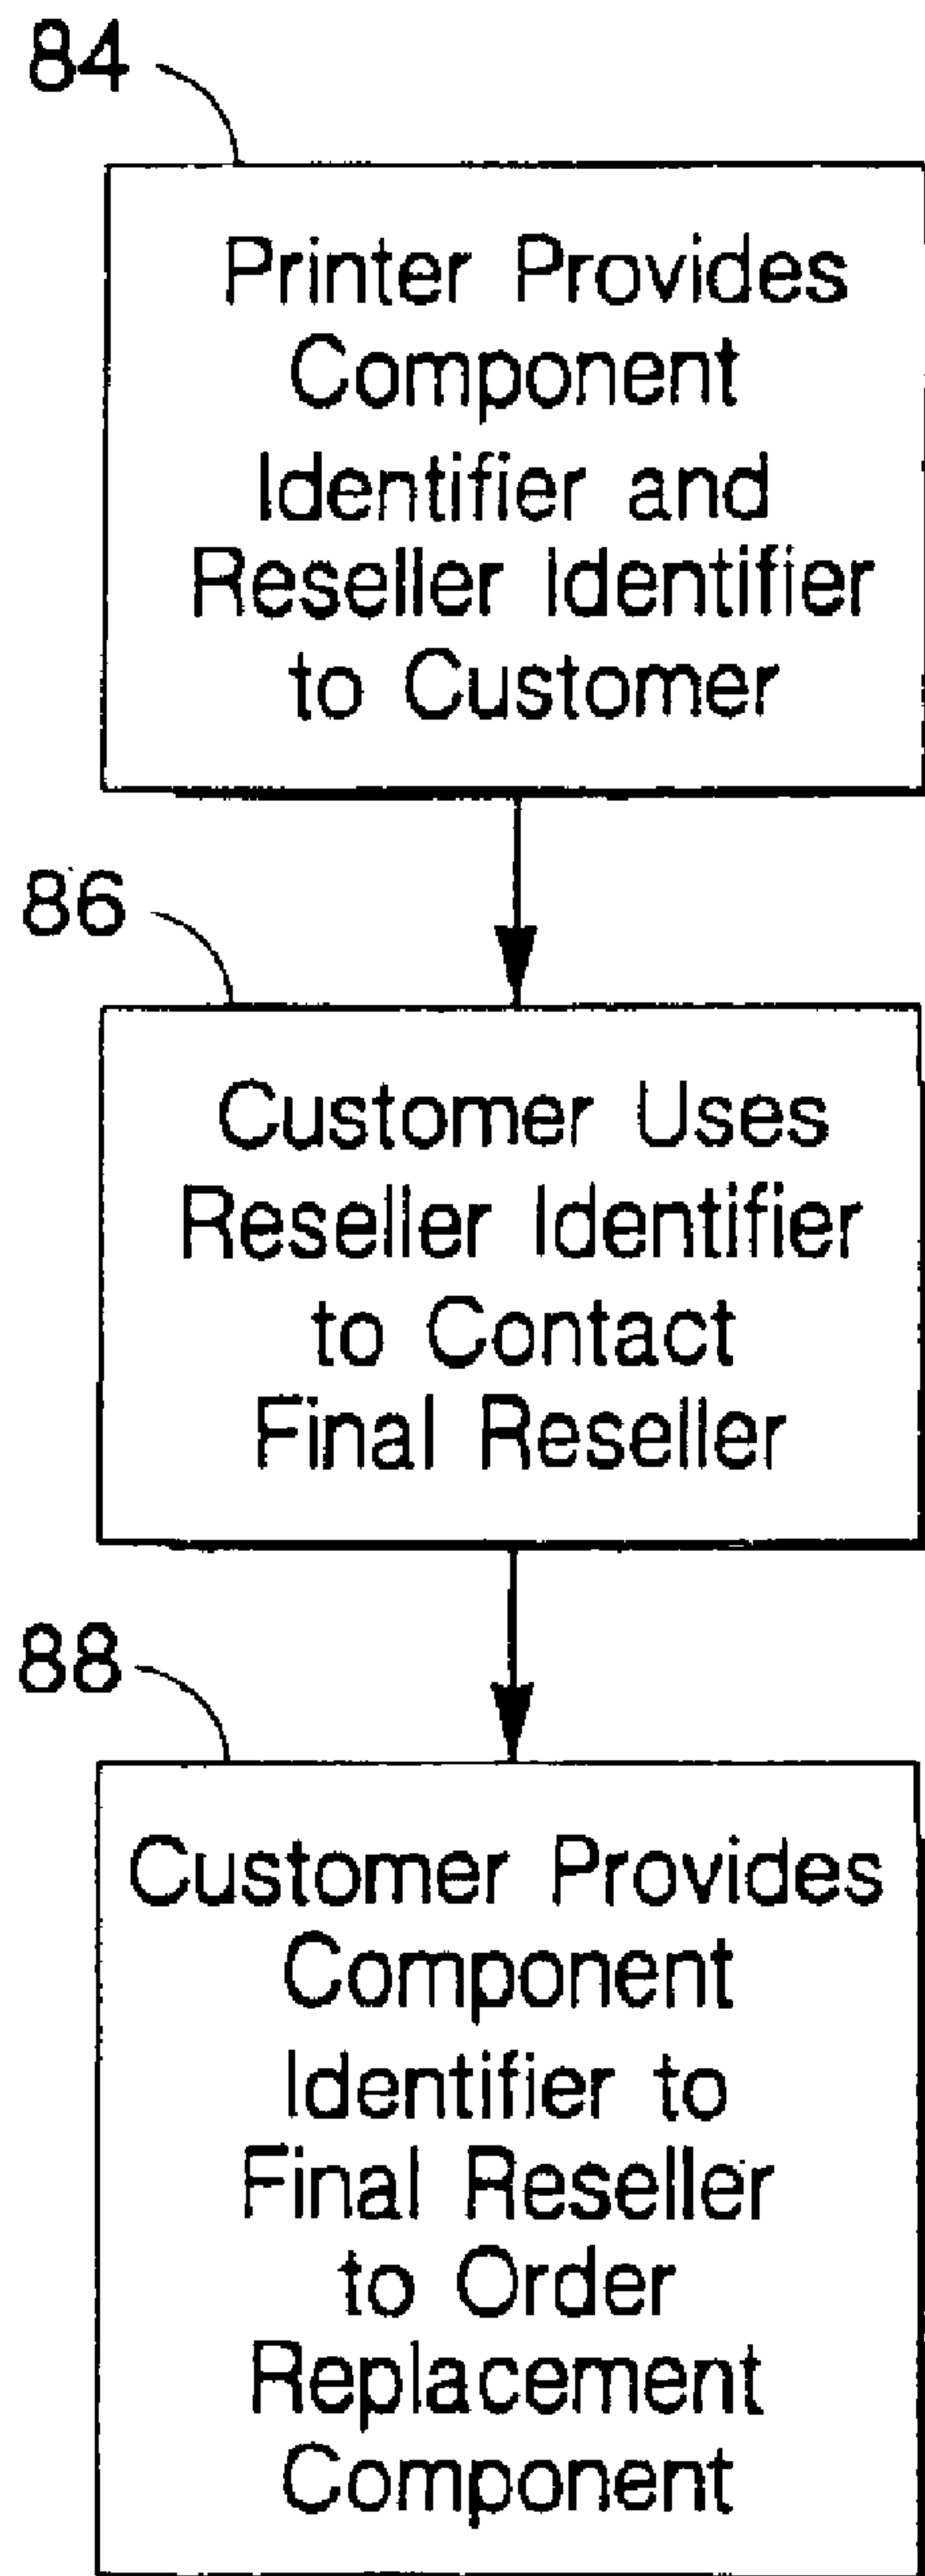 84
Printer Provides
Component
Identifier and
Reseller Identifier
to Customer
86
Customer Uses
Reseller Identifier
to Contact
Final Reseller
88
Customer Provides
Component
Identifier to
Final Reseller
to Order
Replacement
Component